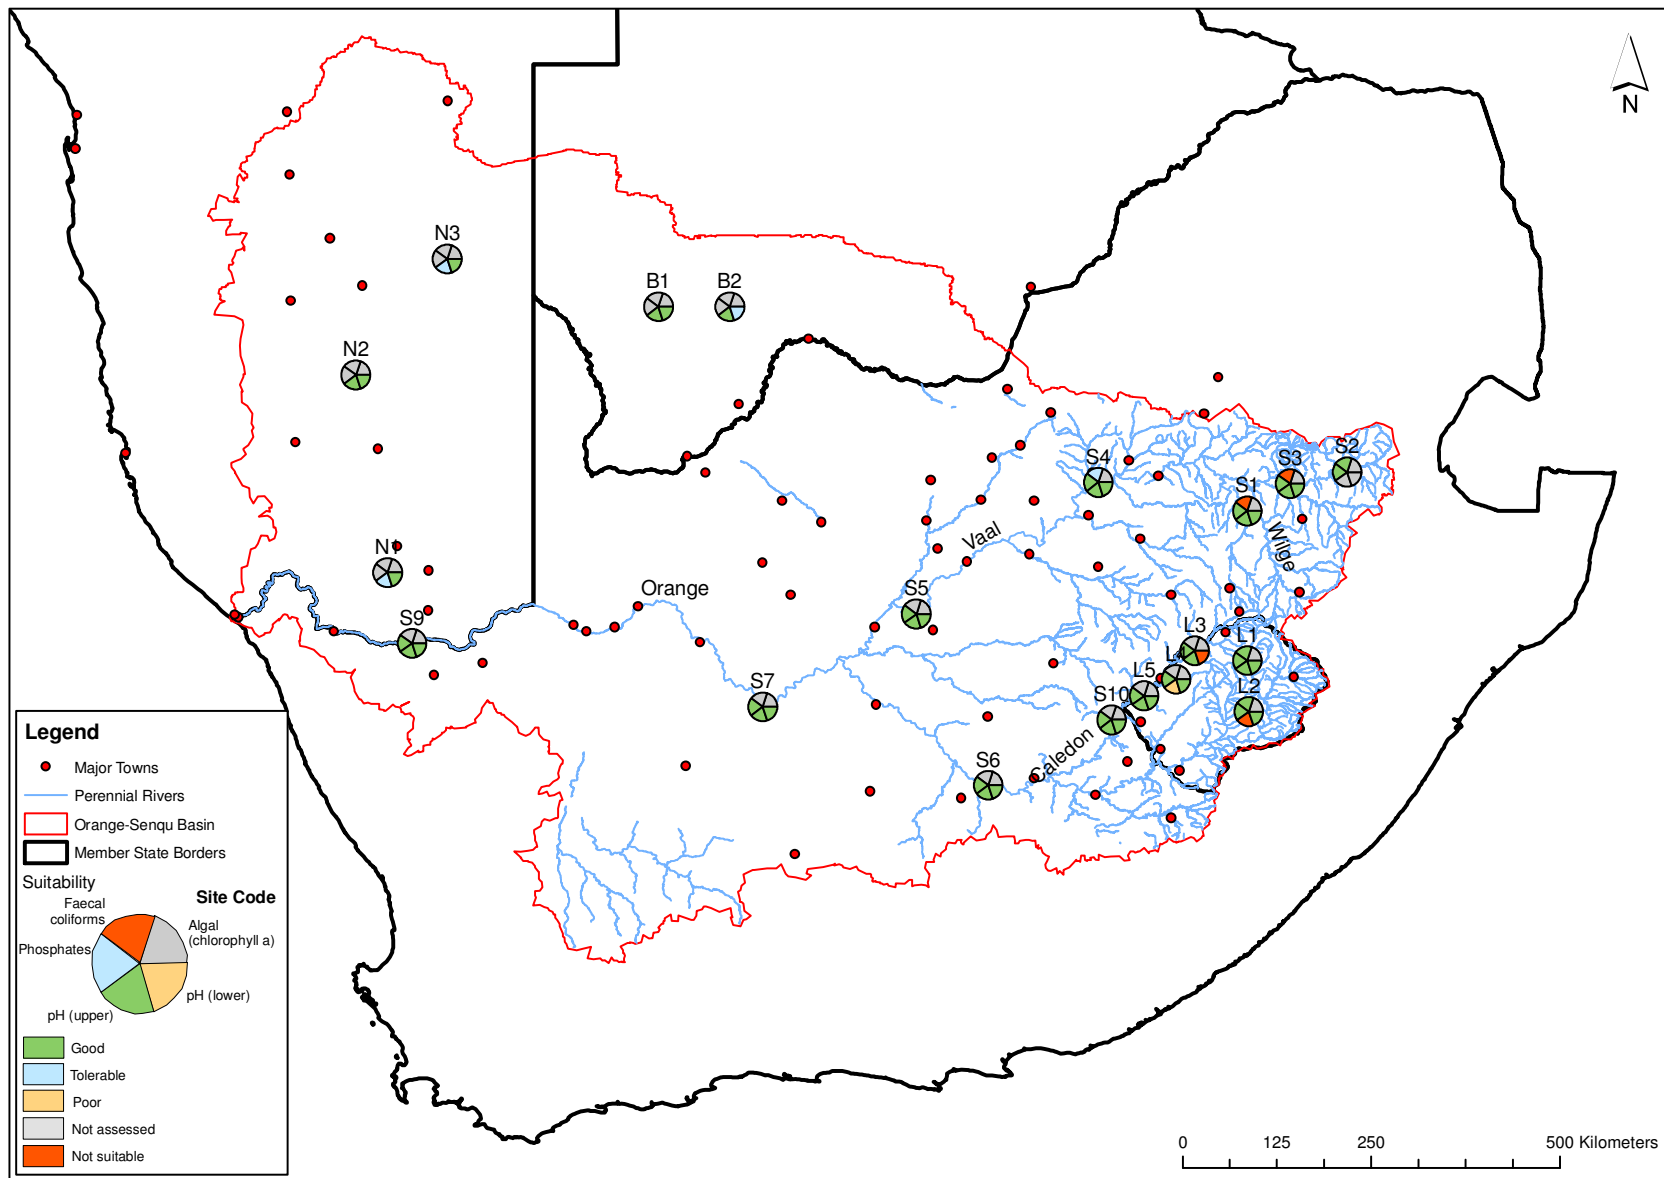 N
N3
B1
B2
N2
S4
S3
S2
S1
Vaal
Wilge
N1
Orange
S5
S9
L3
L1
L4
L5
L2
S7
S10
Caledon
S6
Legend
Major Towns
Perennial Rivers
Orange-Senqu Basin
Member State Borders
Suitability
Site Code
Faecal
coliforms
Algal
(chlorophyll a)
Phosphates
pH (lower)
pH (upper)
Good
Tolerable
Poor
Not assessed
Not suitable
0 125 250 500 Kilometers